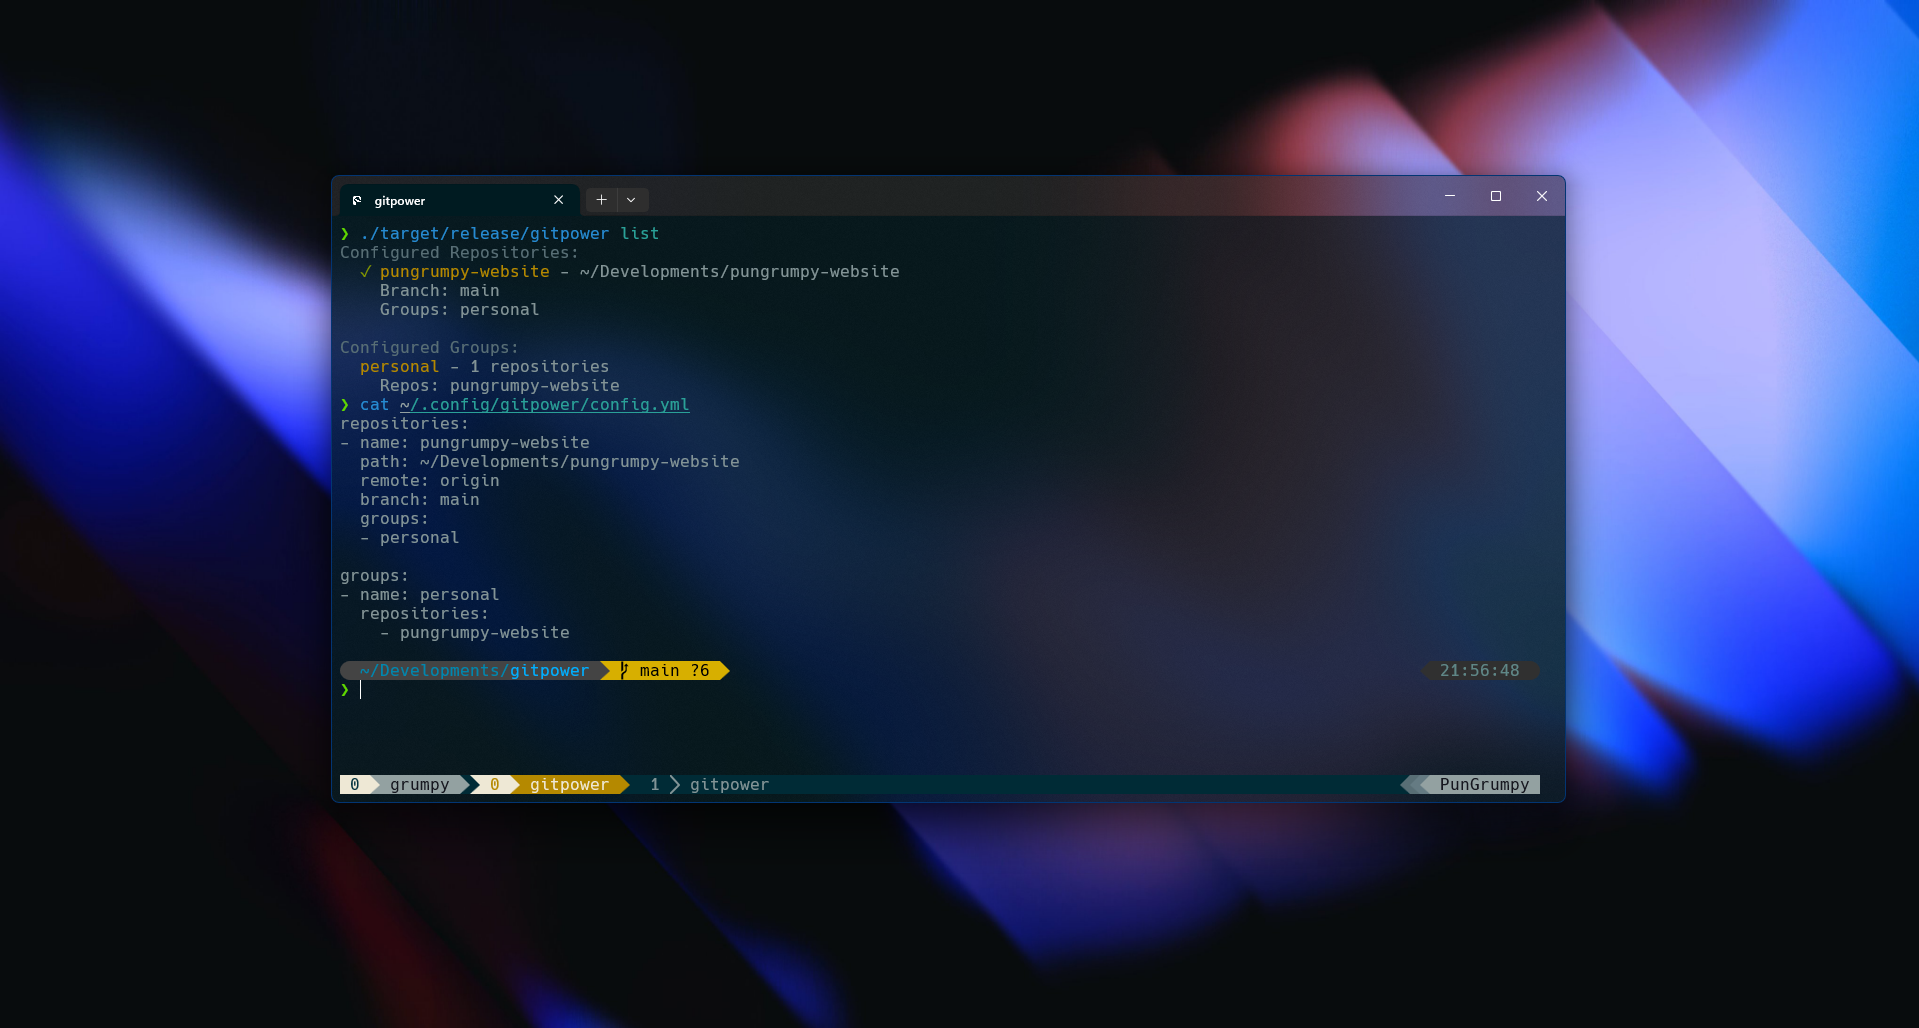 gitpower
❯ ./target/release/gitpower list
Configured Repositories:
✓ pungrumpy-website - ~/Developments/pungrumpy-website
Branch: main
Groups: personal
Configured Groups:
personal - 1 repositories
Repos: pungrumpy-website
❯ cat ~/.config/gitpower/config.yml
repositories:
- name: pungrumpy-website
path: ~/Developments/pungrumpy-website
remote: origin
branch: main
groups:
- personal
groups:
- name: personal
repositories:
- pungrumpy-website
~/Developments/gitpower main ?6 21:56:48
❯
0 grumpy 0 gitpower 1 gitpower PunGrumpy